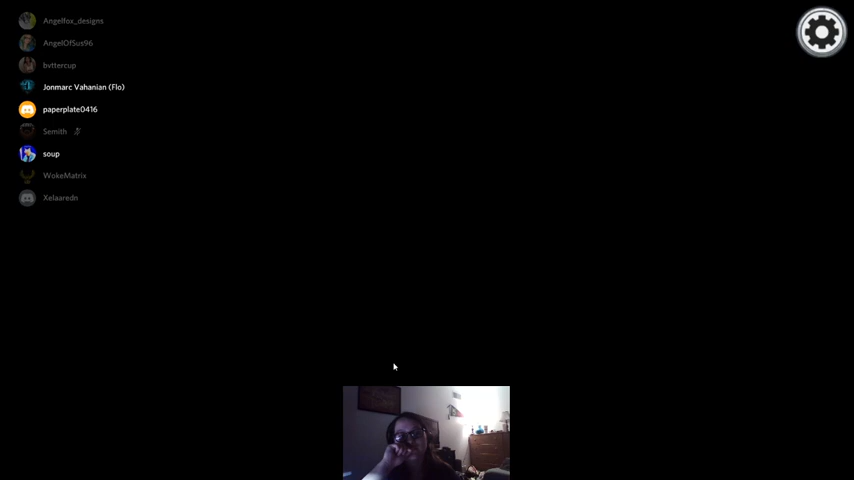 Angelfox_designs
AngelOfSus96
bvttercup
Jonmarc Vahanian (Flo)
paperplate0416
Semith
soup
WokeMatrix
Xelaaredn